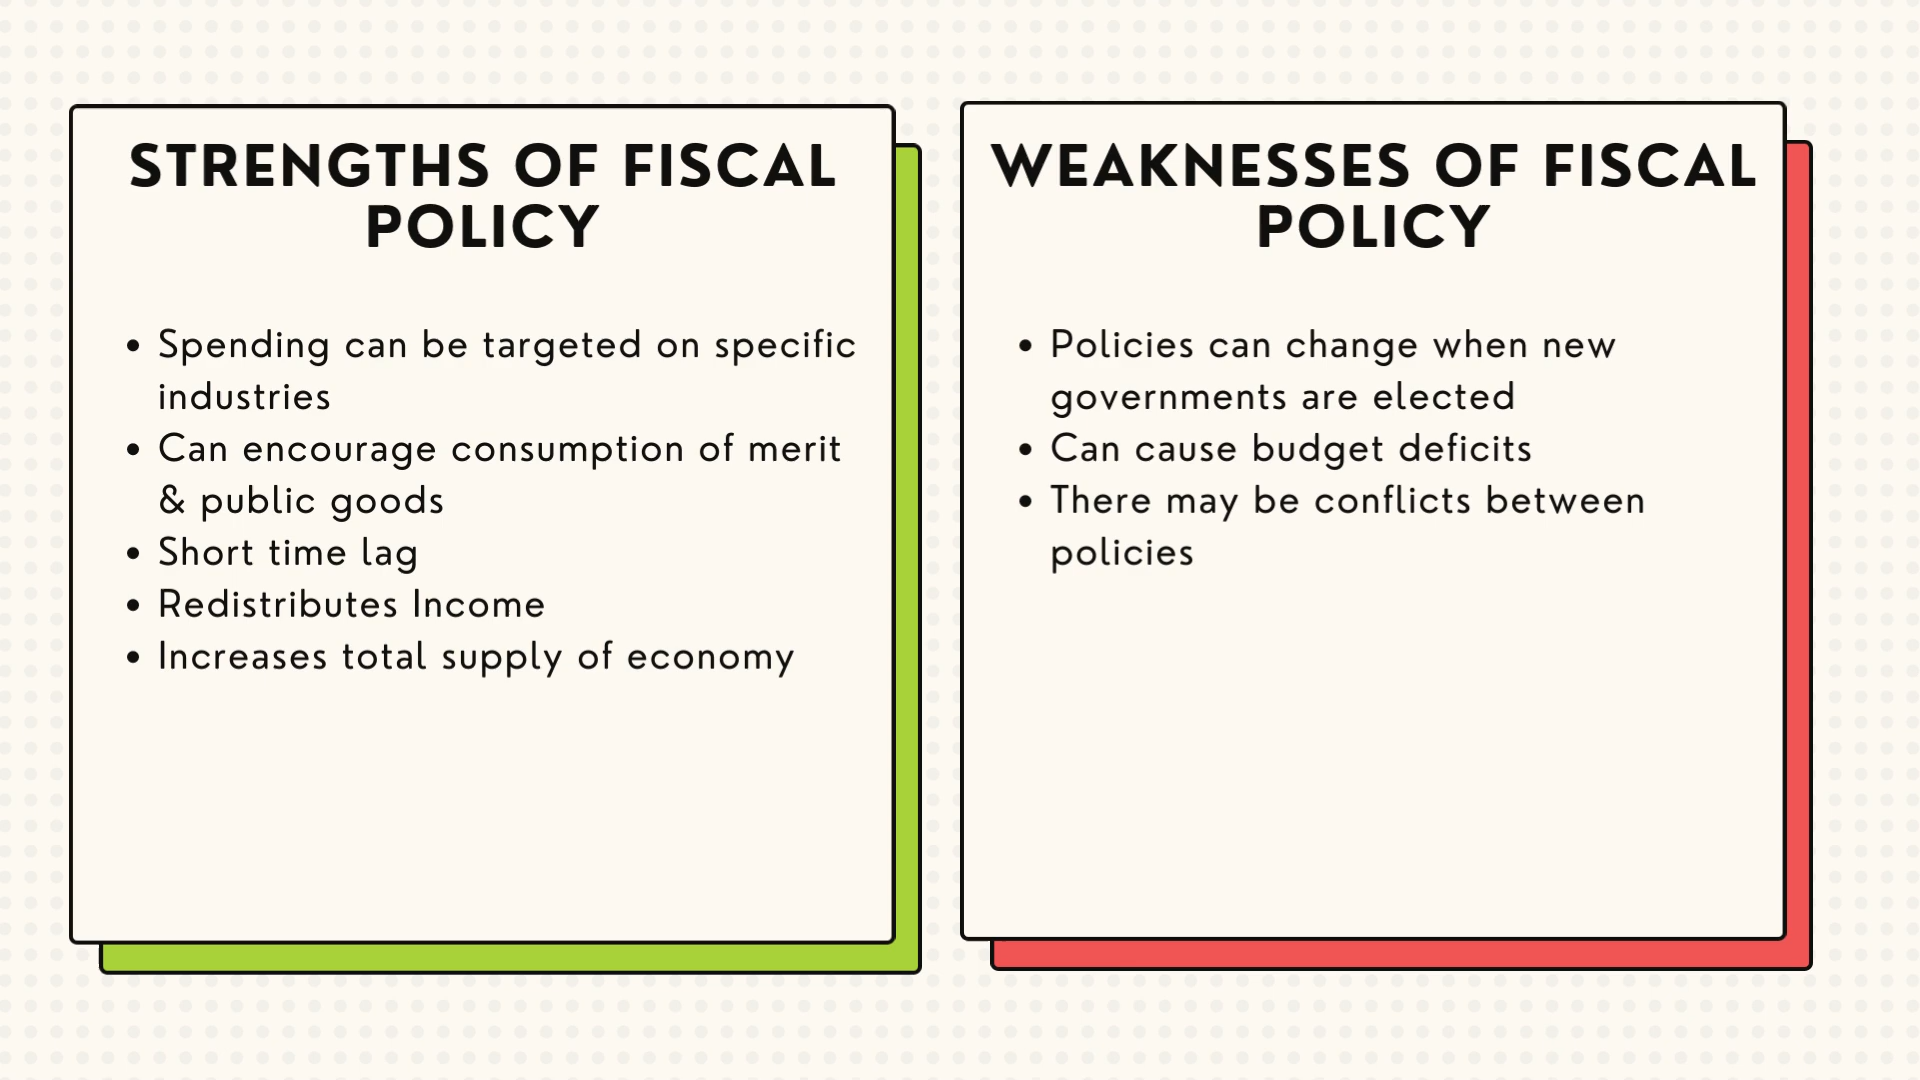 STRENGTHS OF FISCAL
POLICY
• Spending can be targeted on specific
industries
• Can encourage consumption of merit
& public goods
• Short time lag
• Redistributes Income
• Increases total supply of economy
WEAKNESSES OF FISCAL
POLICY
• Policies can change when new
governments are elected
• Can cause budget deficits
• There may be conflicts between
policies